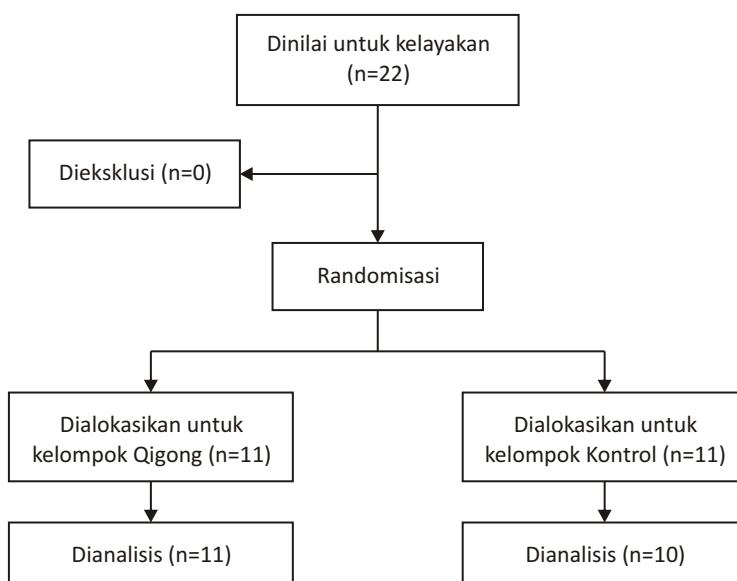 Dinilai untuk kelayakan
(n=22)
Dieksklusi (n=0)
Randomisasi
Dialokasikan untuk
kelompok Qigong (n=11)
Dialokasikan untuk
kelompok Kontrol (n=11)
Dianalisis (n=11)
Dianalisis (n=10)